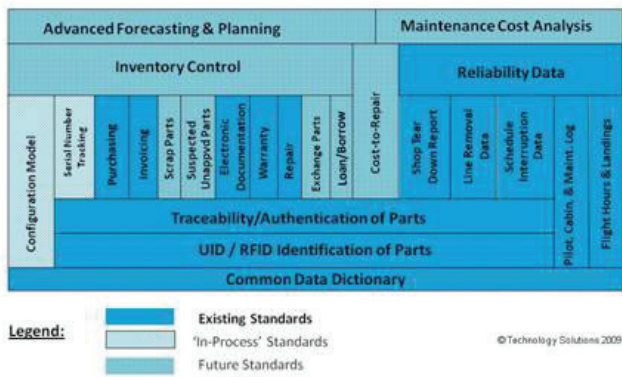 Advanced Forecasting & Planning
Maintenance Cost Analysis
Inventory Control
Reliability Data
Configuration Model
Serial Number
Tracking
Purchasing
Invoicing
Scrap Parts
Suspected
Unappvd Parts
Electronic
Documentation
Warranty
Repair
Exchange Parts
Loan/Borrow
Cost-to-Repair
Shop Tear
Down Report
Line Removal
Data
Schedule
Interruption
Data
Pilot, Cabin, & Maint. Log
Flight Hours & Landings
Traceability/Authentication of Parts
UID / RFID Identification of Parts
Common Data Dictionary
Legend:
Existing Standards
'In-Process' Standards
Future Standards
©Technology Solutions 2009